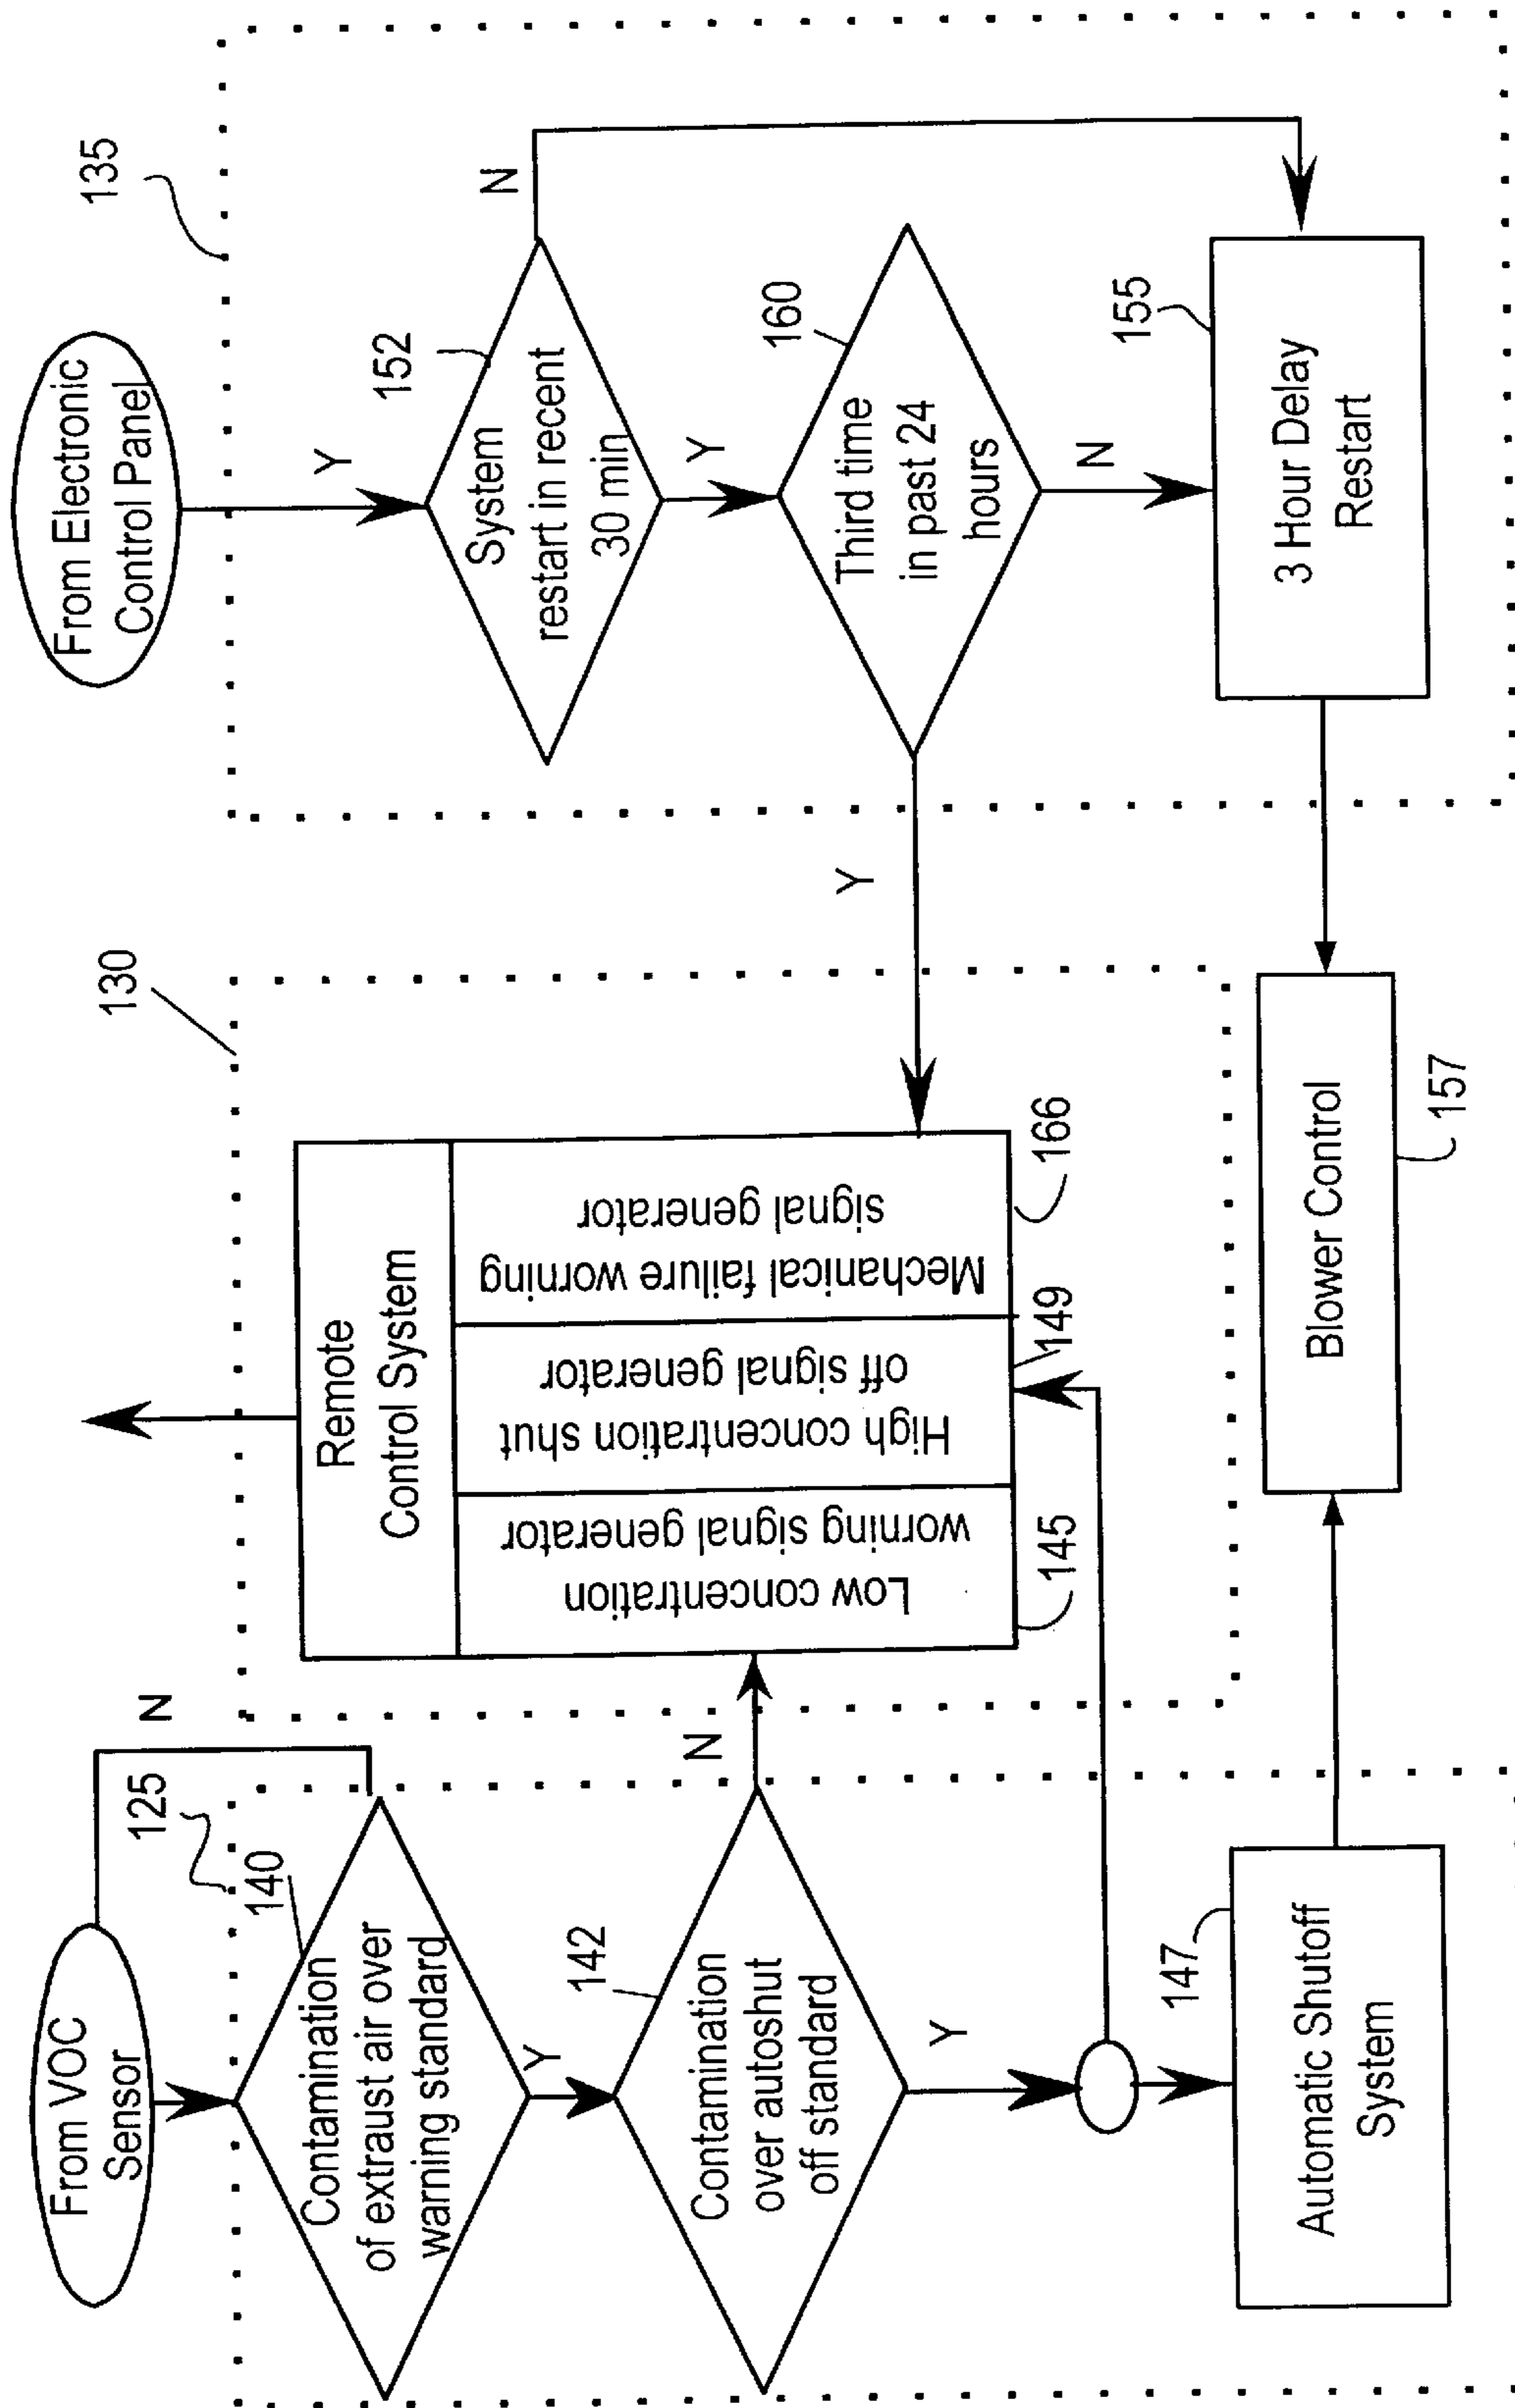 From VOC
Sensor
N
125
140
Contamination
of extraust air over
warning standard
Y
142
Contamination
over autoshut
off standard
N
Y
147
Automatic Shutoff
System
130
Remote
Control System
Low concentration
worning signal generator
145
High concentration shut
off signal generator
149
Mechanical failure worning
signal generator
166
Blower Control
157
From Electronic
Control Panel
135
Y
152
System
restart in recent
30 min
N
Y
160
Third time
in past 24
hours
Y
N
155
3 Hour Delay
Restart